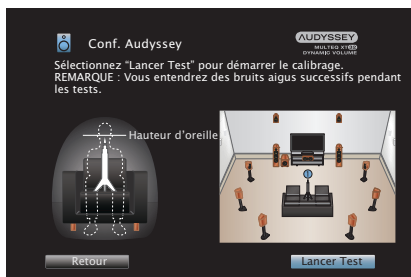 Conf. Audyssey
AUDYSSEY
MULTEQ XT32
DYNAMIC VOLUME
Sélectionnez “Lancer Test” pour démarrer le calibrage.
REMARQUE : Vous entendrez des bruits aigus successifs pendant
les tests.
Hauteur d’oreille
Retour
Lancer Test